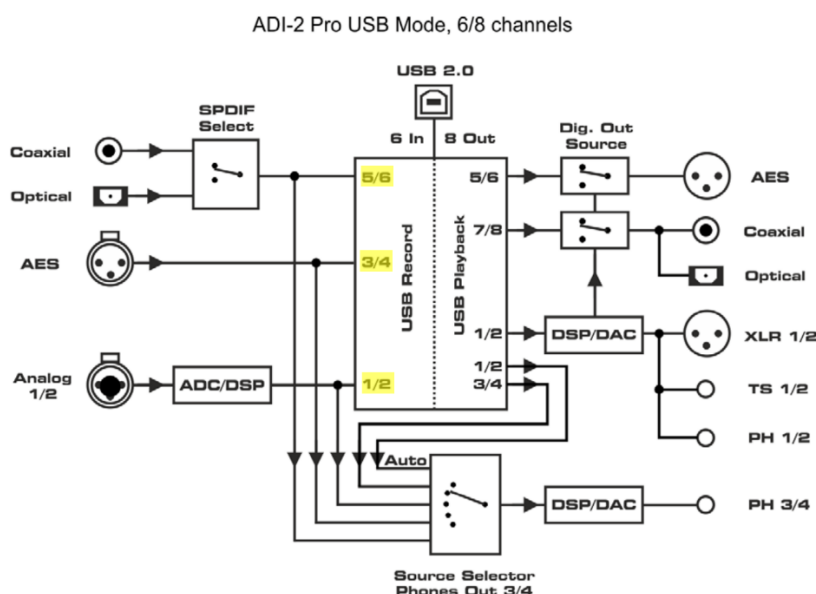 ADI-2 Pro USB Mode, 6/8 channels
USB 2.0
SPDIF
Select
6 In
8 Out
Dig. Out
Source
Coaxial
Optical
AES
Analog
1/2
ADC/DSP
5/6
3/4
1/2
USB Record
USB Playback
5/6
7/8
1/2
1/2
3/4
AES
Coaxial
Optical
DSP/DAC
XLR 1/2
TS 1/2
PH 1/2
Auto
DSP/DAC
PH 3/4
Source Selector
Phones Out 3/4